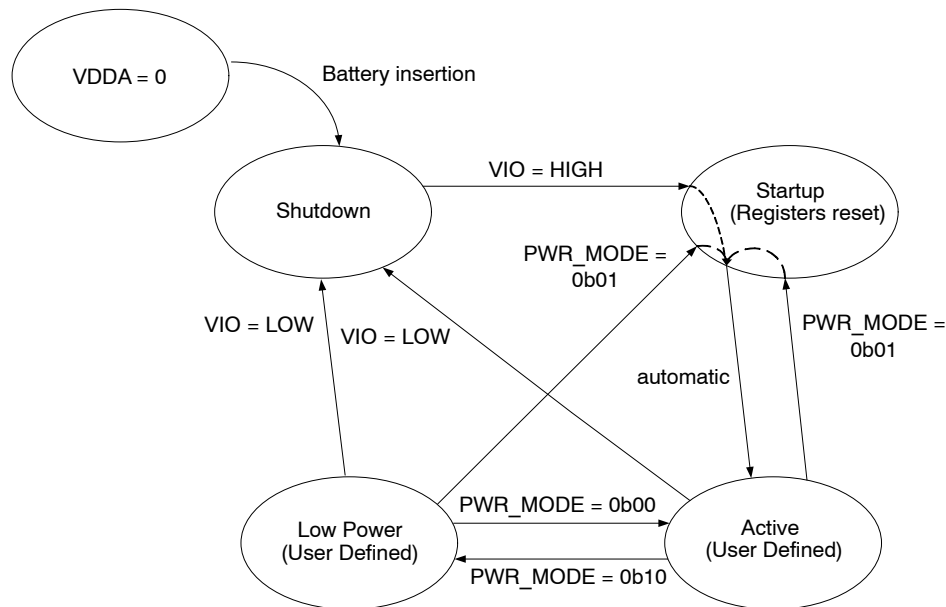 VDDA = 0
Battery insertion
Shutdown
VIO = HIGH
Startup
(Registers reset)
PWR_MODE =
0b01
VIO = LOW
VIO = LOW
PWR_MODE =
0b01
automatic
Low Power
(User Defined)
PWR_MODE = 0b00
PWR_MODE = 0b10
Active
(User Defined)